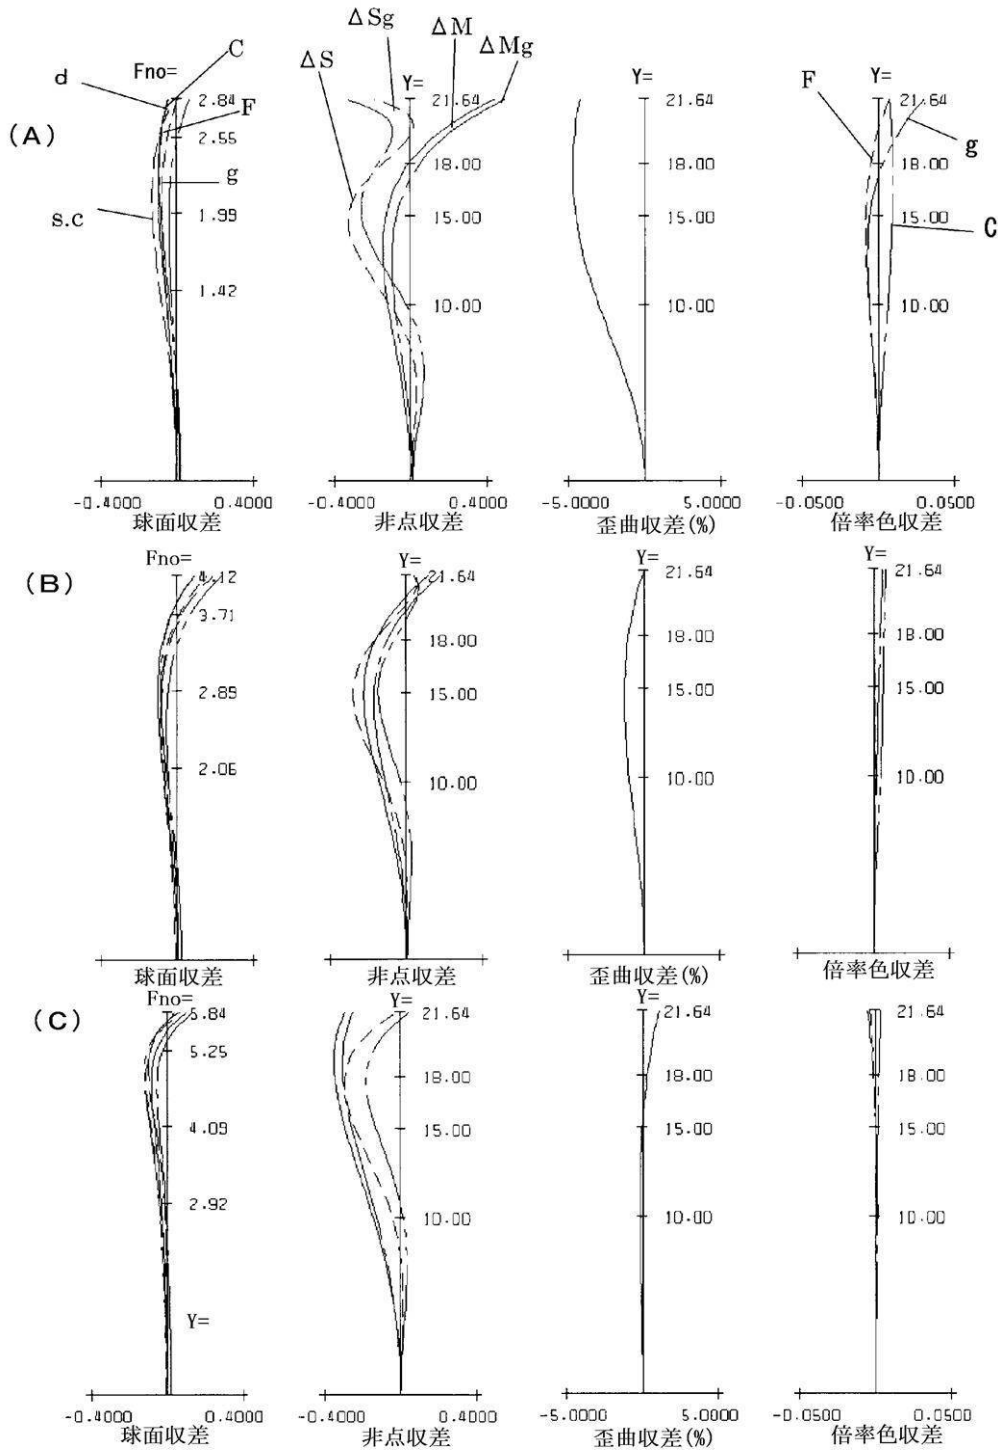 ΔSg ΔM
ΔS ΔMg
C
d Fno= Y= Y= F Y=
(A)
2.84 21.64 21.64 21.64
F
2.55
g
18.00 18.00 18.00
g
s.c
1.99 15.00 15.00 15.00
C
1.42 10.00 10.00 10.00
-0.4000 0.4000 -0.4000 0.4000 -5.0000 5.0000 -0.0500 0.0500
球面収差 非点収差 歪曲収差(%) 倍率色収差
(B)
Fno= Y= Y= Y=
4.12 21.64 21.64 21.64
3.71
18.00 18.00 18.00
2.89 15.00 15.00 15.00
2.06 10.00 10.00 10.00
球面収差 非点収差 歪曲収差(%) 倍率色収差
(C)
Fno= Y= Y=
5.84 21.64 21.64 21.64
5.25
18.00 18.00 18.00
4.09 15.00 15.00 15.00
2.92 10.00 10.00 10.00
Y=
-0.4000 0.4000 -0.4000 0.4000 -5.0000 5.0000 -0.0500 0.0500
球面収差 非点収差 歪曲収差(%) 倍率色収差